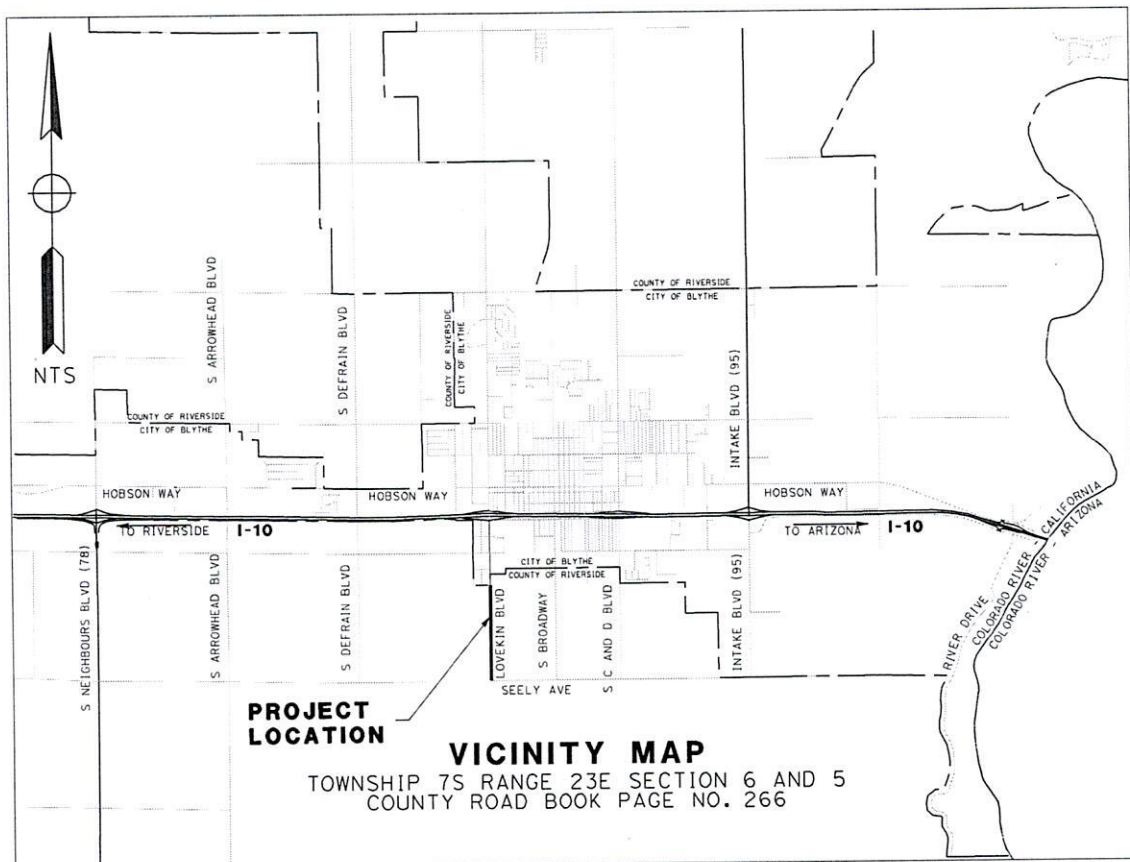 NTS
S ARROWHEAD BLVD
S DEFRAIN BLVD
COUNTY OF RIVERSIDE
CITY OF BLYTHE
COUNTY OF RIVERSIDE
CITY OF BLYTHE
COUNTY OF RIVERSIDE
CITY OF BLYTHE
INTAKE BLVD (95)
HOBSON WAY
HOBSON WAY
HOBSON WAY
TO RIVERSIDE I-10
TO ARIZONA I-10
CALIFORNIA
ARIZONA
COLORADO RIVER
COLORADO RIVER
RIVER DRIVE
S NEIGHBOURS BLVD (78)
S ARROWHEAD BLVD
S DEFRAIN BLVD
CITY OF BLYTHE
COUNTY OF RIVERSIDE
LOVEKIN BLVD
S BROADWAY
S C AND D BLVD
INTAKE BLVD (95)
SEELY AVE
PROJECT
LOCATION
VICINITY MAP
TOWNSHIP 7S RANGE 23E SECTION 6 AND 5
COUNTY ROAD BOOK PAGE NO. 266